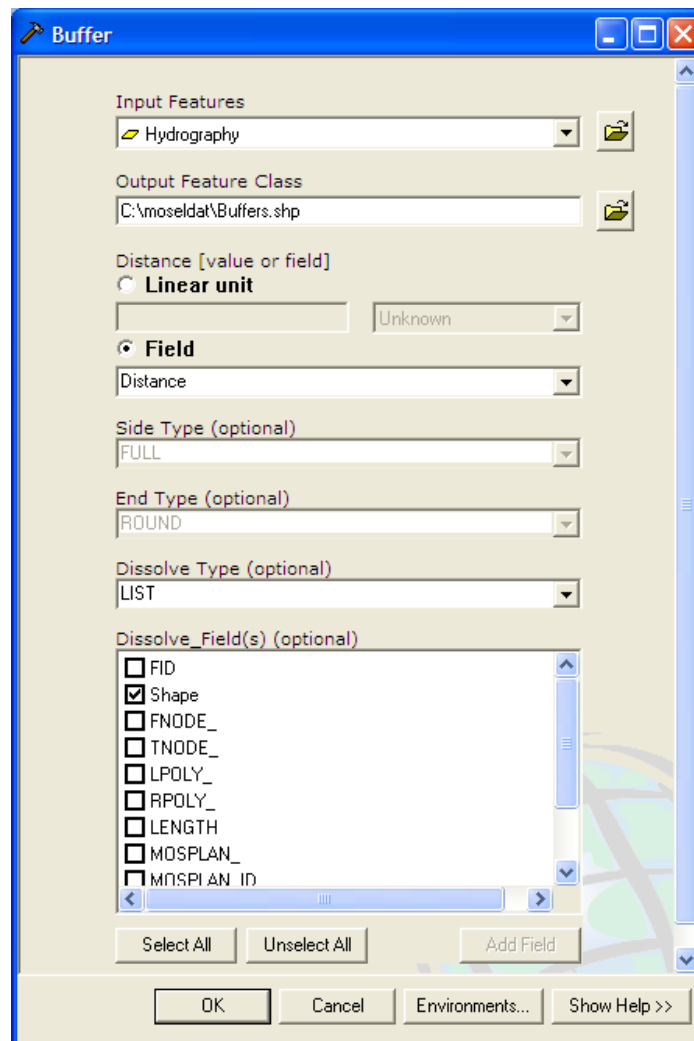 Buffer
Input Features
Hydrography
Output Feature Class
C:\moseldat\Buffers.shp
Distance [value or field]
Linear unit
Unknown
Field
Distance
Side Type (optional)
FULL
End Type (optional)
ROUND
Dissolve Type (optional)
LIST
Dissolve_Field(s) (optional)
FID
Shape
FNODE_
TNODE_
LPOLY_
RPOLY_
LENGTH
MOSPLAN_
MOSPLAN_ID
Select All Unselect All Add Field
OK Cancel Environments... Show Help >>